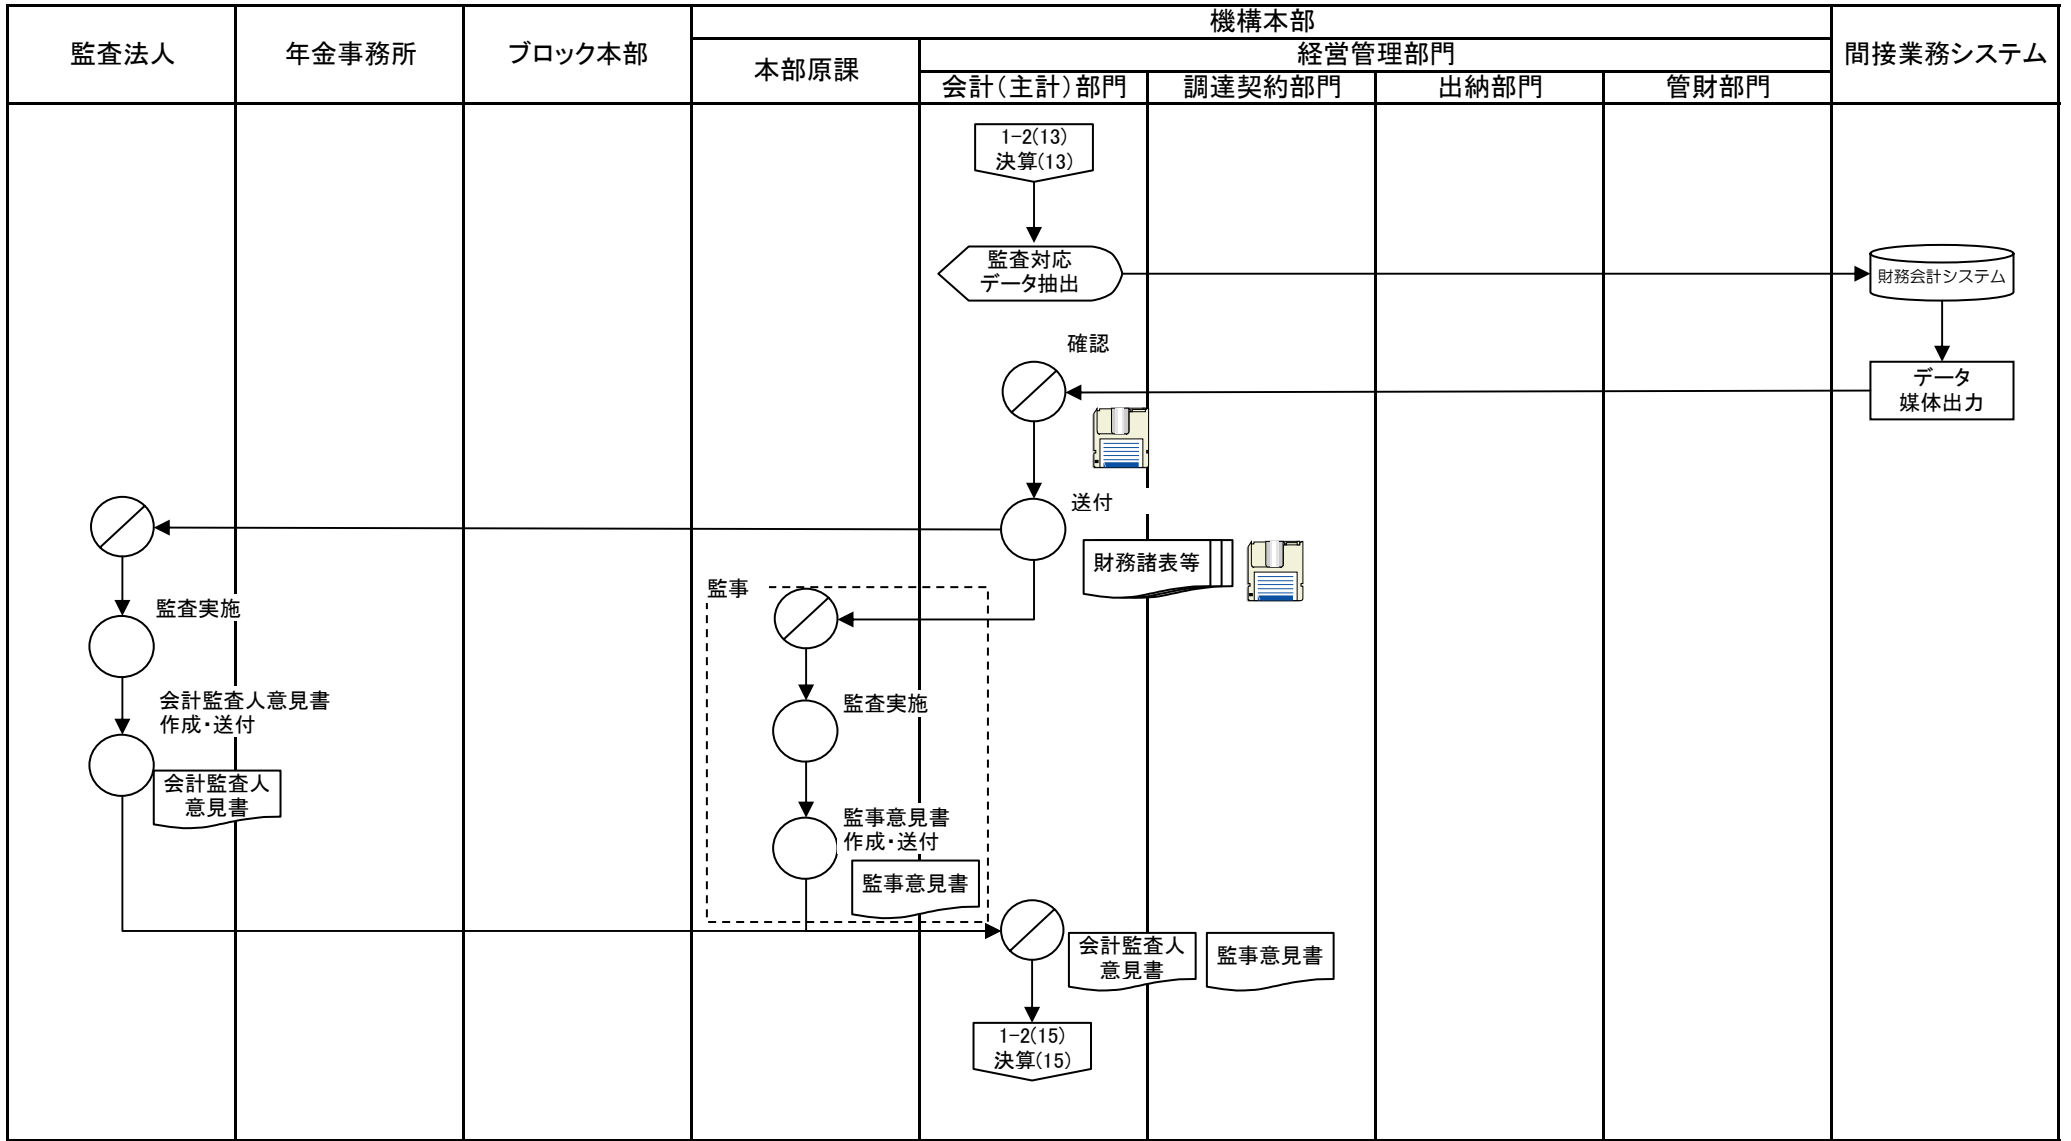 機構本部
監査法人
年金事務所
ブロック本部
本部原課
経営管理部門
間接業務システム
会計(主計)部門
調達契約部門
出納部門
管財部門
1-2(13)
決算(13)
監査対応
データ抽出
財務会計システム
確認
データ
媒体出力
送付
財務諸表等
監事
監査実施
監査実施
会計監査人意見書
作成・送付
会計監査人
意見書
監事意見書
作成・送付
監事意見書
会計監査人
意見書
監事意見書
1-2(15)
決算(15)